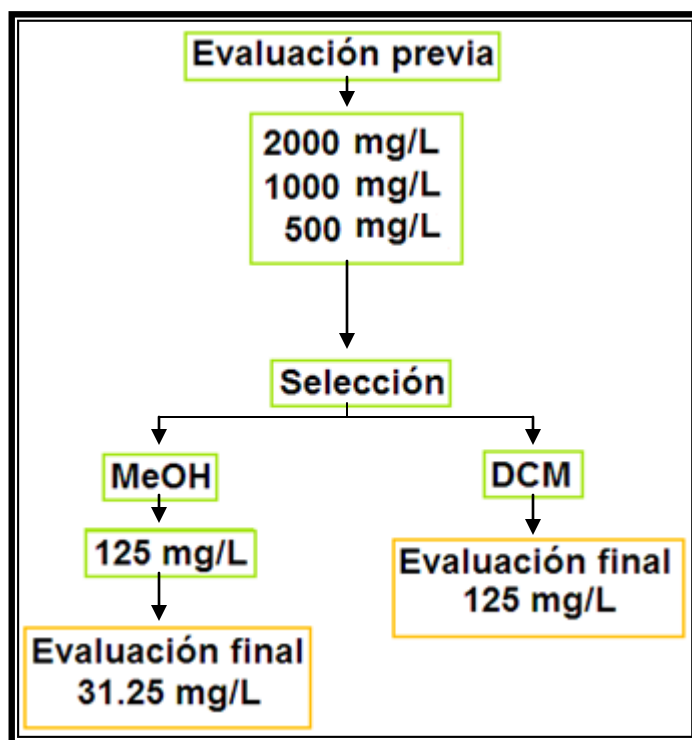 Evaluación previa
2000 mg/L
1000 mg/L
500 mg/L
Selección
MeOH
DCM
125 mg/L
Evaluación final
125 mg/L
Evaluación final
31.25 mg/L